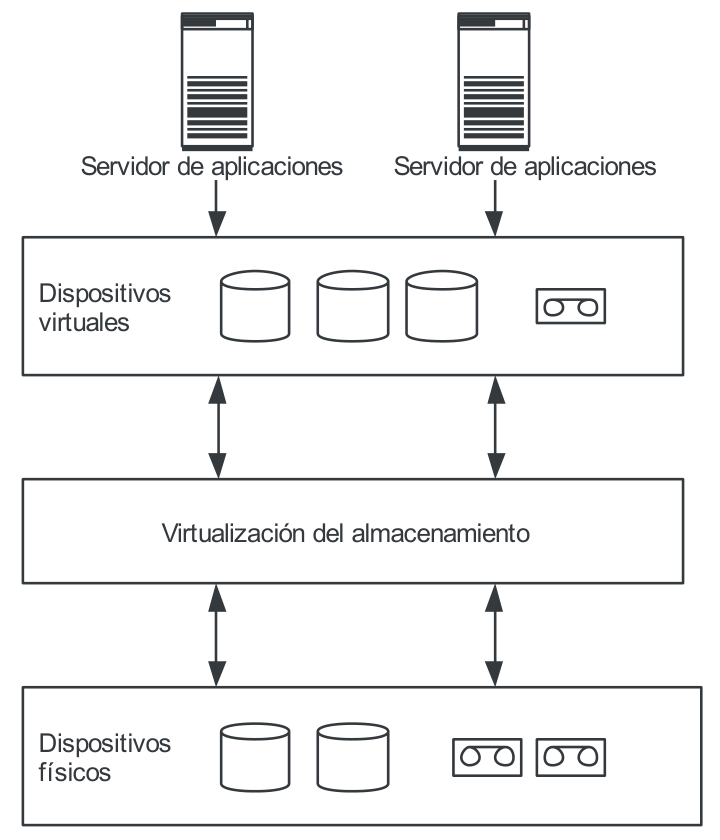 Servidor de aplicaciones
Servidor de aplicaciones
Dispositivos
virtuales
Virtualización del almacenamiento
Dispositivos
físicos